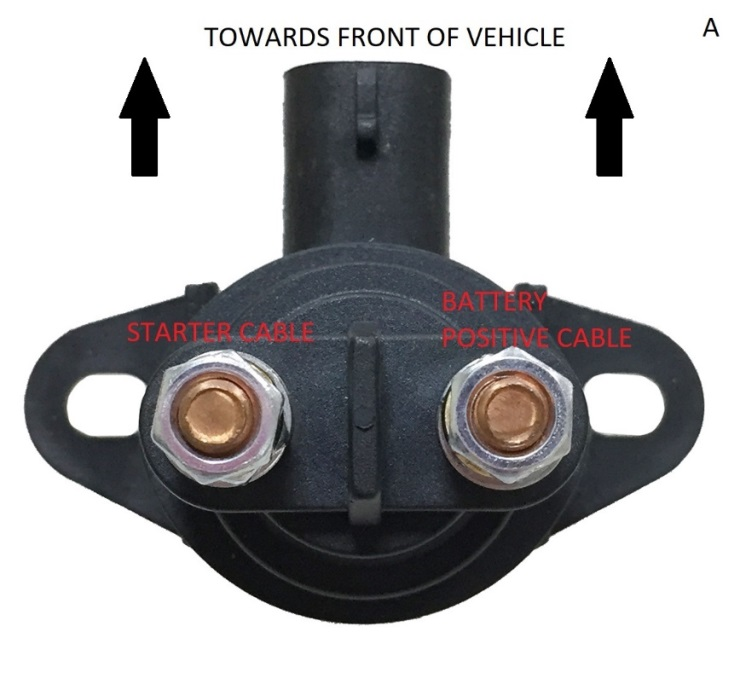 TOWARDS FRONT OF VEHICLE
A
STARTER CABLE
BATTERY
POSITIVE CABLE